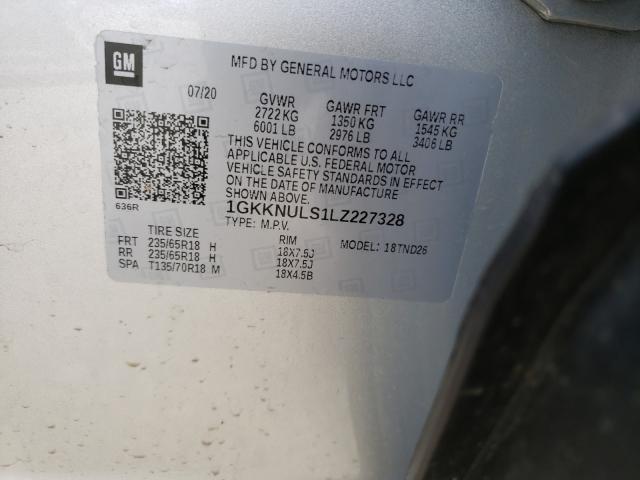 GM
MFD BY GENERAL MOTORS LLC
07/20
GVWR GAWR FRT GAWR RR
2722 KG 1350 KG 1545 KG
6001 LB 2976 LB 3406 LB
THIS VEHICLE CONFORMS TO ALL
APPLICABLE U.S. FEDERAL MOTOR
VEHICLE SAFETY STANDARDS IN EFFECT
ON THE DATE OF MANUFACTURE
SHOWN ABOVE.
636R
1GKKNULS1LZ227328
TYPE: M.P.V.
MODEL: 18TND26
TIRE SIZE RIM
FRT 235/65R18 H 18X7.5J
RR 235/65R18 H 18X7.5J
SPA T135/70R18 M 18X4.5B